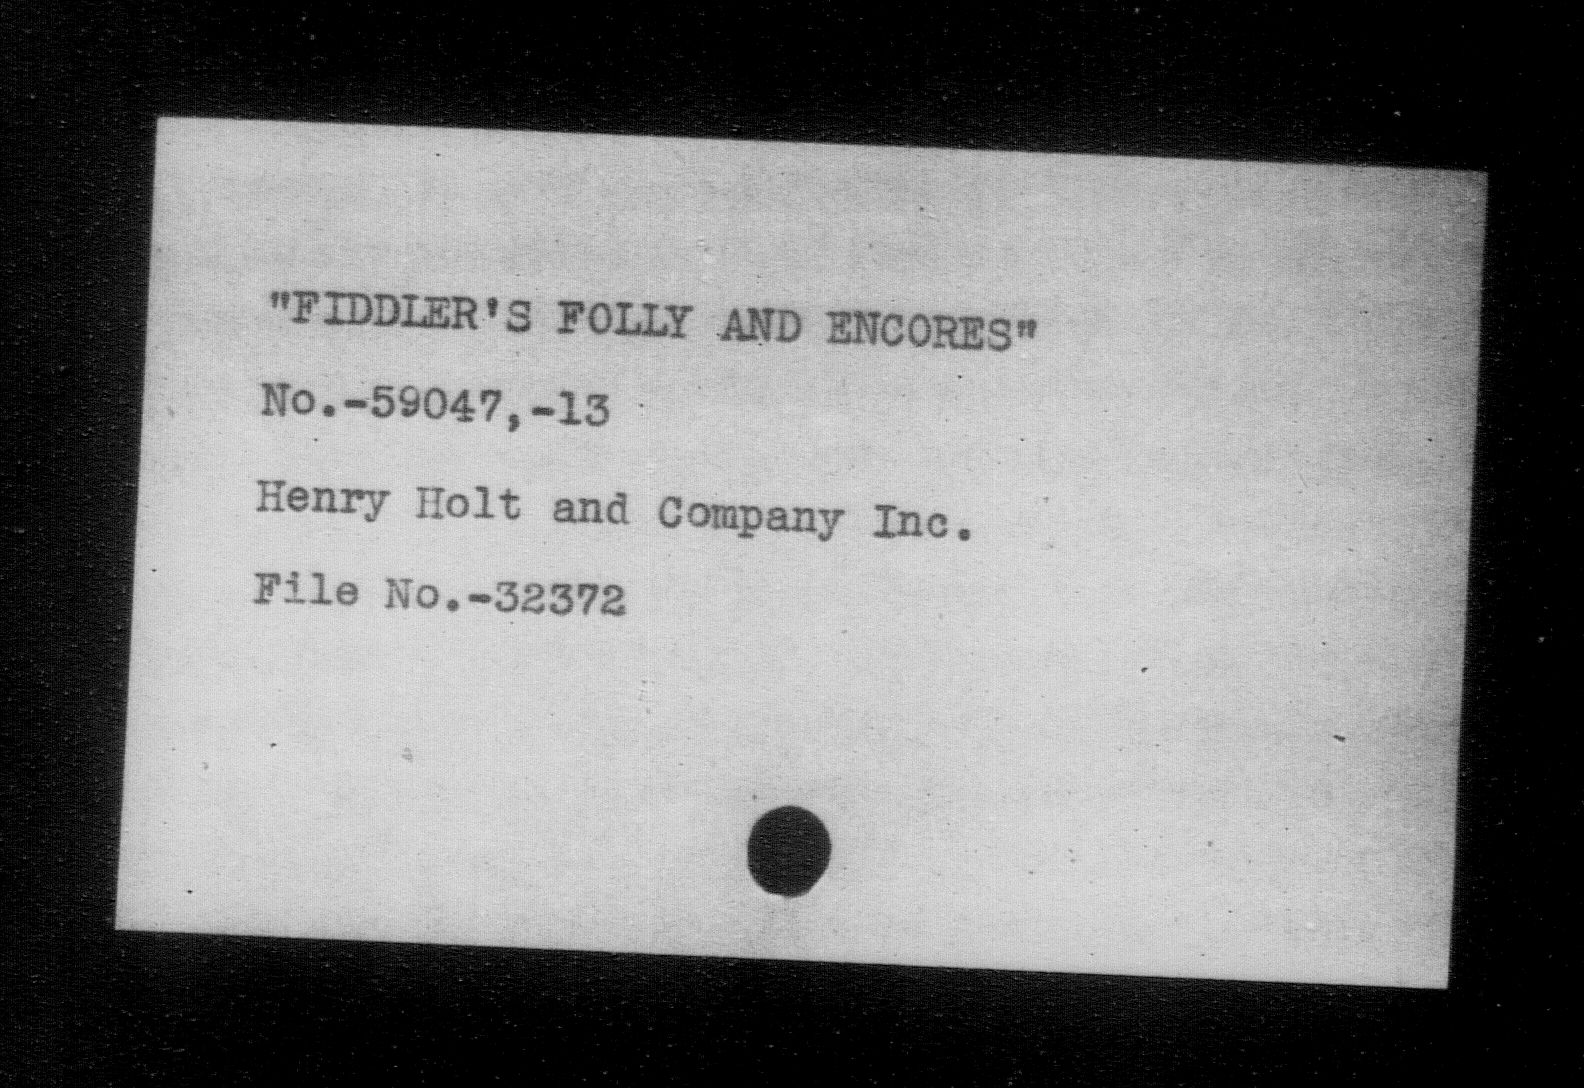 "FIDDLER'S FOLLY AND ENCORES"
No.-59047,-13
Henry Holt and Company Inc.
File No.-32372